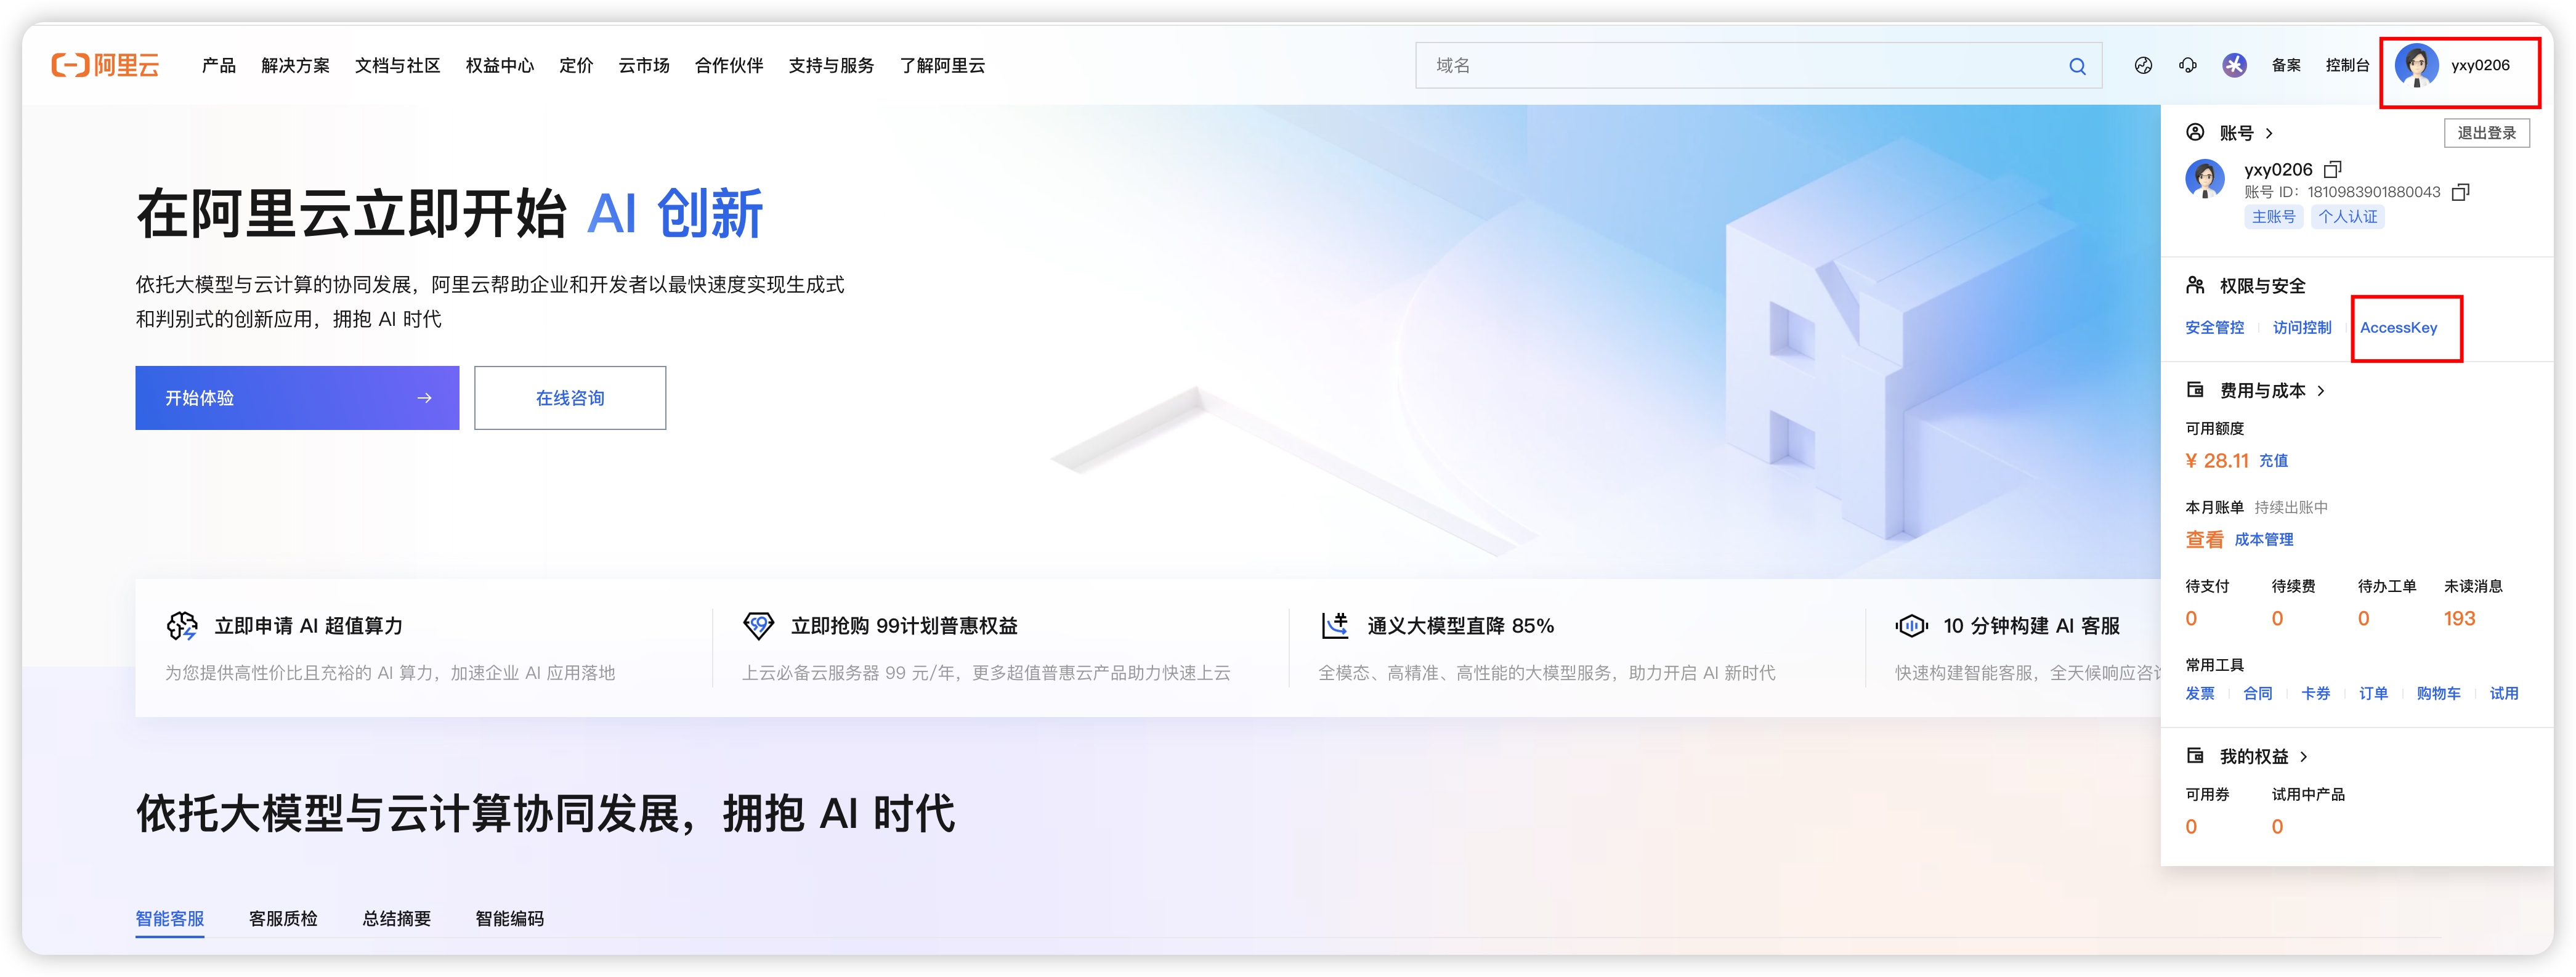 阿里云
产品 解决方案 文档与社区 权益中心 定价 云市场 合作伙伴 支持与服务 了解阿里云
域名
备案 控制台 yxy0206
账号
退出登录
yxy0206
账号 ID: 1810983901880043
主账号 个人认证
权限与安全
安全管控 访问控制 AccessKey
费用与成本
可用额度
¥ 28.11 充值
本月账单 持续出账中
查看 成本管理
待支付 待续费 待办工单 未读消息
0 0 0 193
常用工具
发票 合同 卡券 订单 购物车 试用
我的权益
可用券 试用中产品
0 0
在阿里云立即开始 AI 创新
依托大模型与云计算的协同发展，阿里云帮助企业和开发者以最快速度实现生成式
和判别式的创新应用，拥抱 AI 时代
开始体验 →
在线咨询
AI
立即申请 AI 超值算力
为您提供高性价比且充裕的 AI 算力，加速企业 AI 应用落地
99
立即抢购 99计划普惠权益
上云必备云服务器 99 元/年，更多超值普惠云产品助力快速上云
通义大模型直降 85%
全模态、高精准、高性能的大模型服务，助力开启 AI 新时代
10 分钟构建 AI 客服
快速构建智能客服，全天候响应咨
依托大模型与云计算协同发展，拥抱 AI 时代
智能客服 客服质检 总结摘要 智能编码